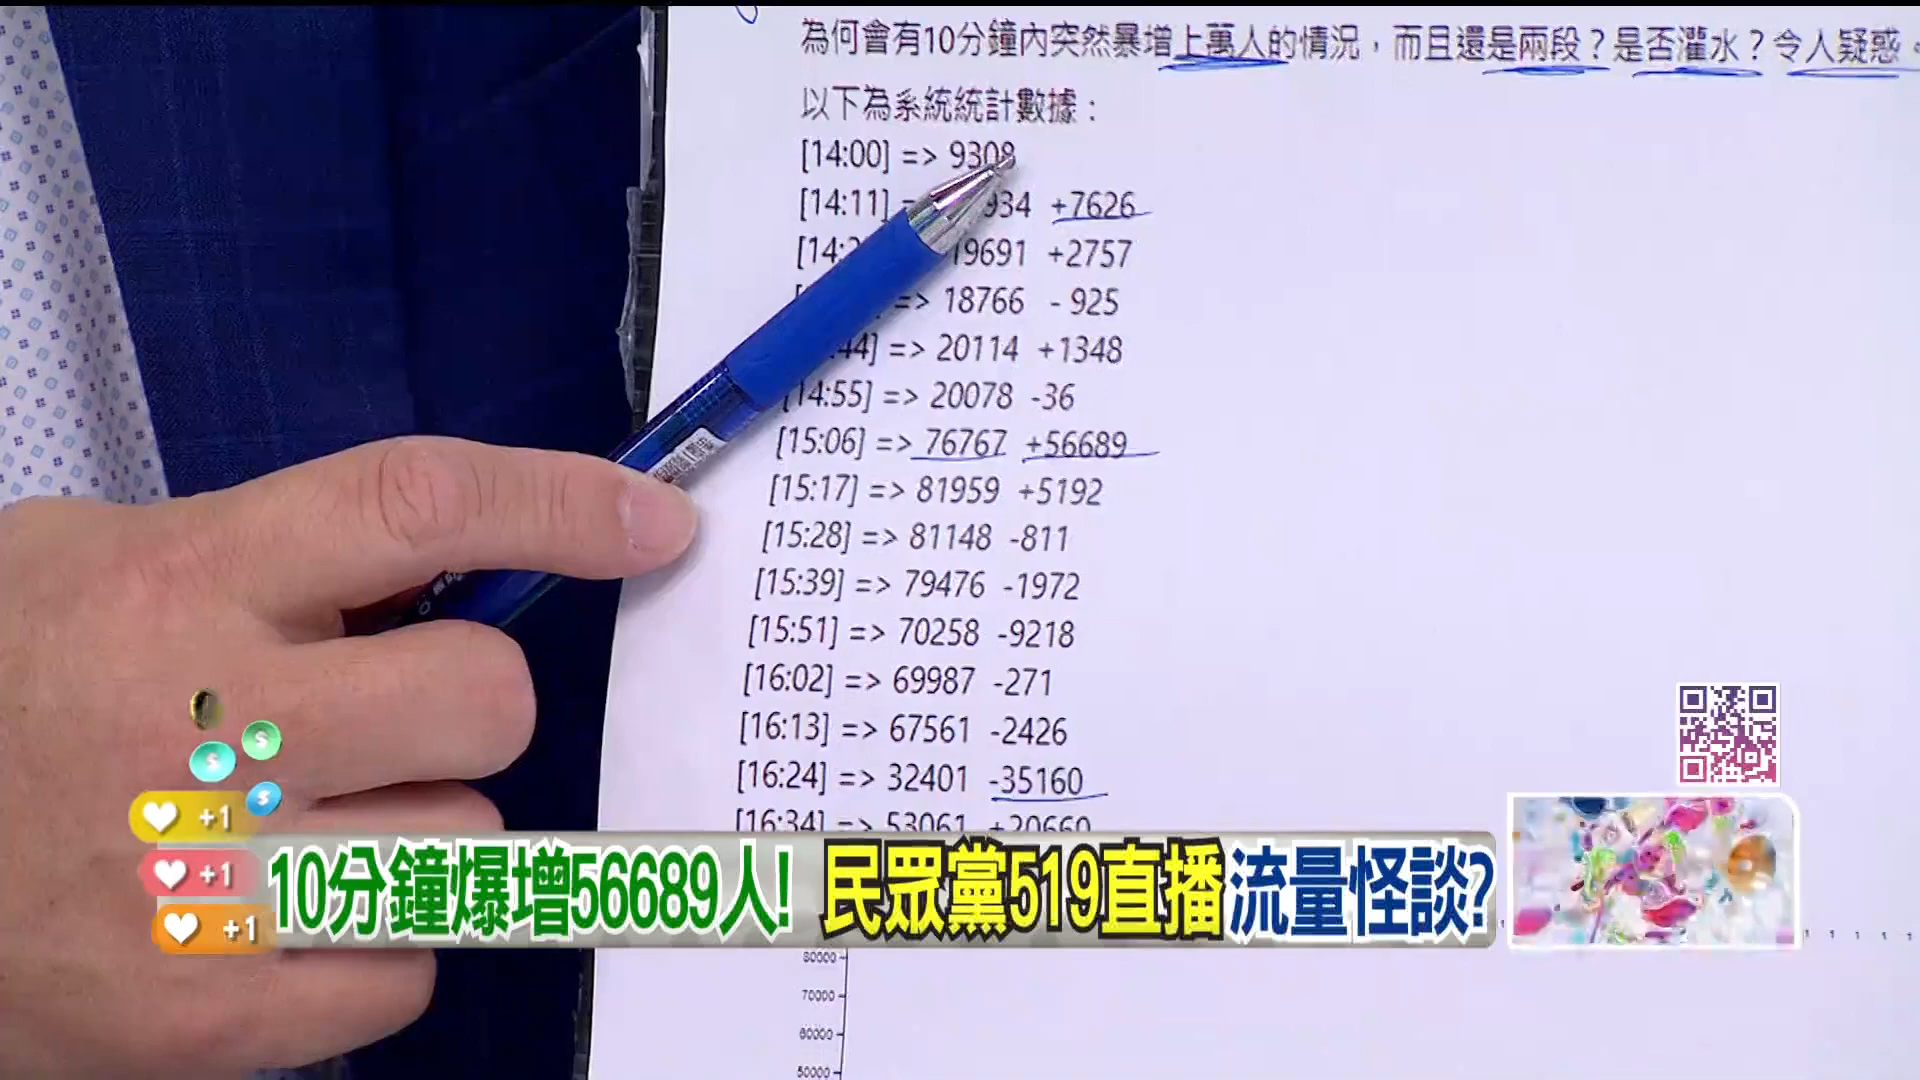 為何會有10分鐘內突然暴增上萬人的情況,而且還是兩段?是否灌水?令人疑惑。
以下為系統統計數據:
[14:00] => 9308
[14:11] 934 +7626
[14:2 19691 +2757
=> 18766 - 925
44] => 20114 +1348
[14:55] => 20078 -36
[15:06] => 76767 +56689
[15:17] => 81959 +5192
[15:28] => 81148 -811
[15:39] => 79476 -1972
[15:51] => 70258 -9218
[16:02] => 69987 -271
[16:13] => 67561 -2426
[16:24] => 32401 -35160
[16:34] => 53061 +20660
+1
+1
+1
10分鐘爆增56689人! 民眾黨519直播流量怪談?
80000
70000
60000
50000